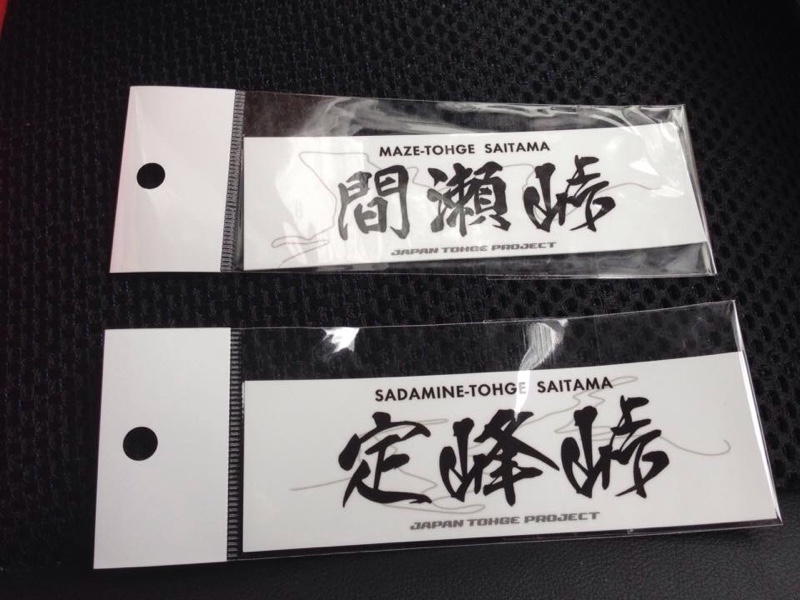 MAZE-TOHGE SAITAMA
間瀬峠
JAPAN TOHGE PROJECT
SADAMINE-TOHGE SAITAMA
定峰峠
JAPAN TOHGE PROJECT